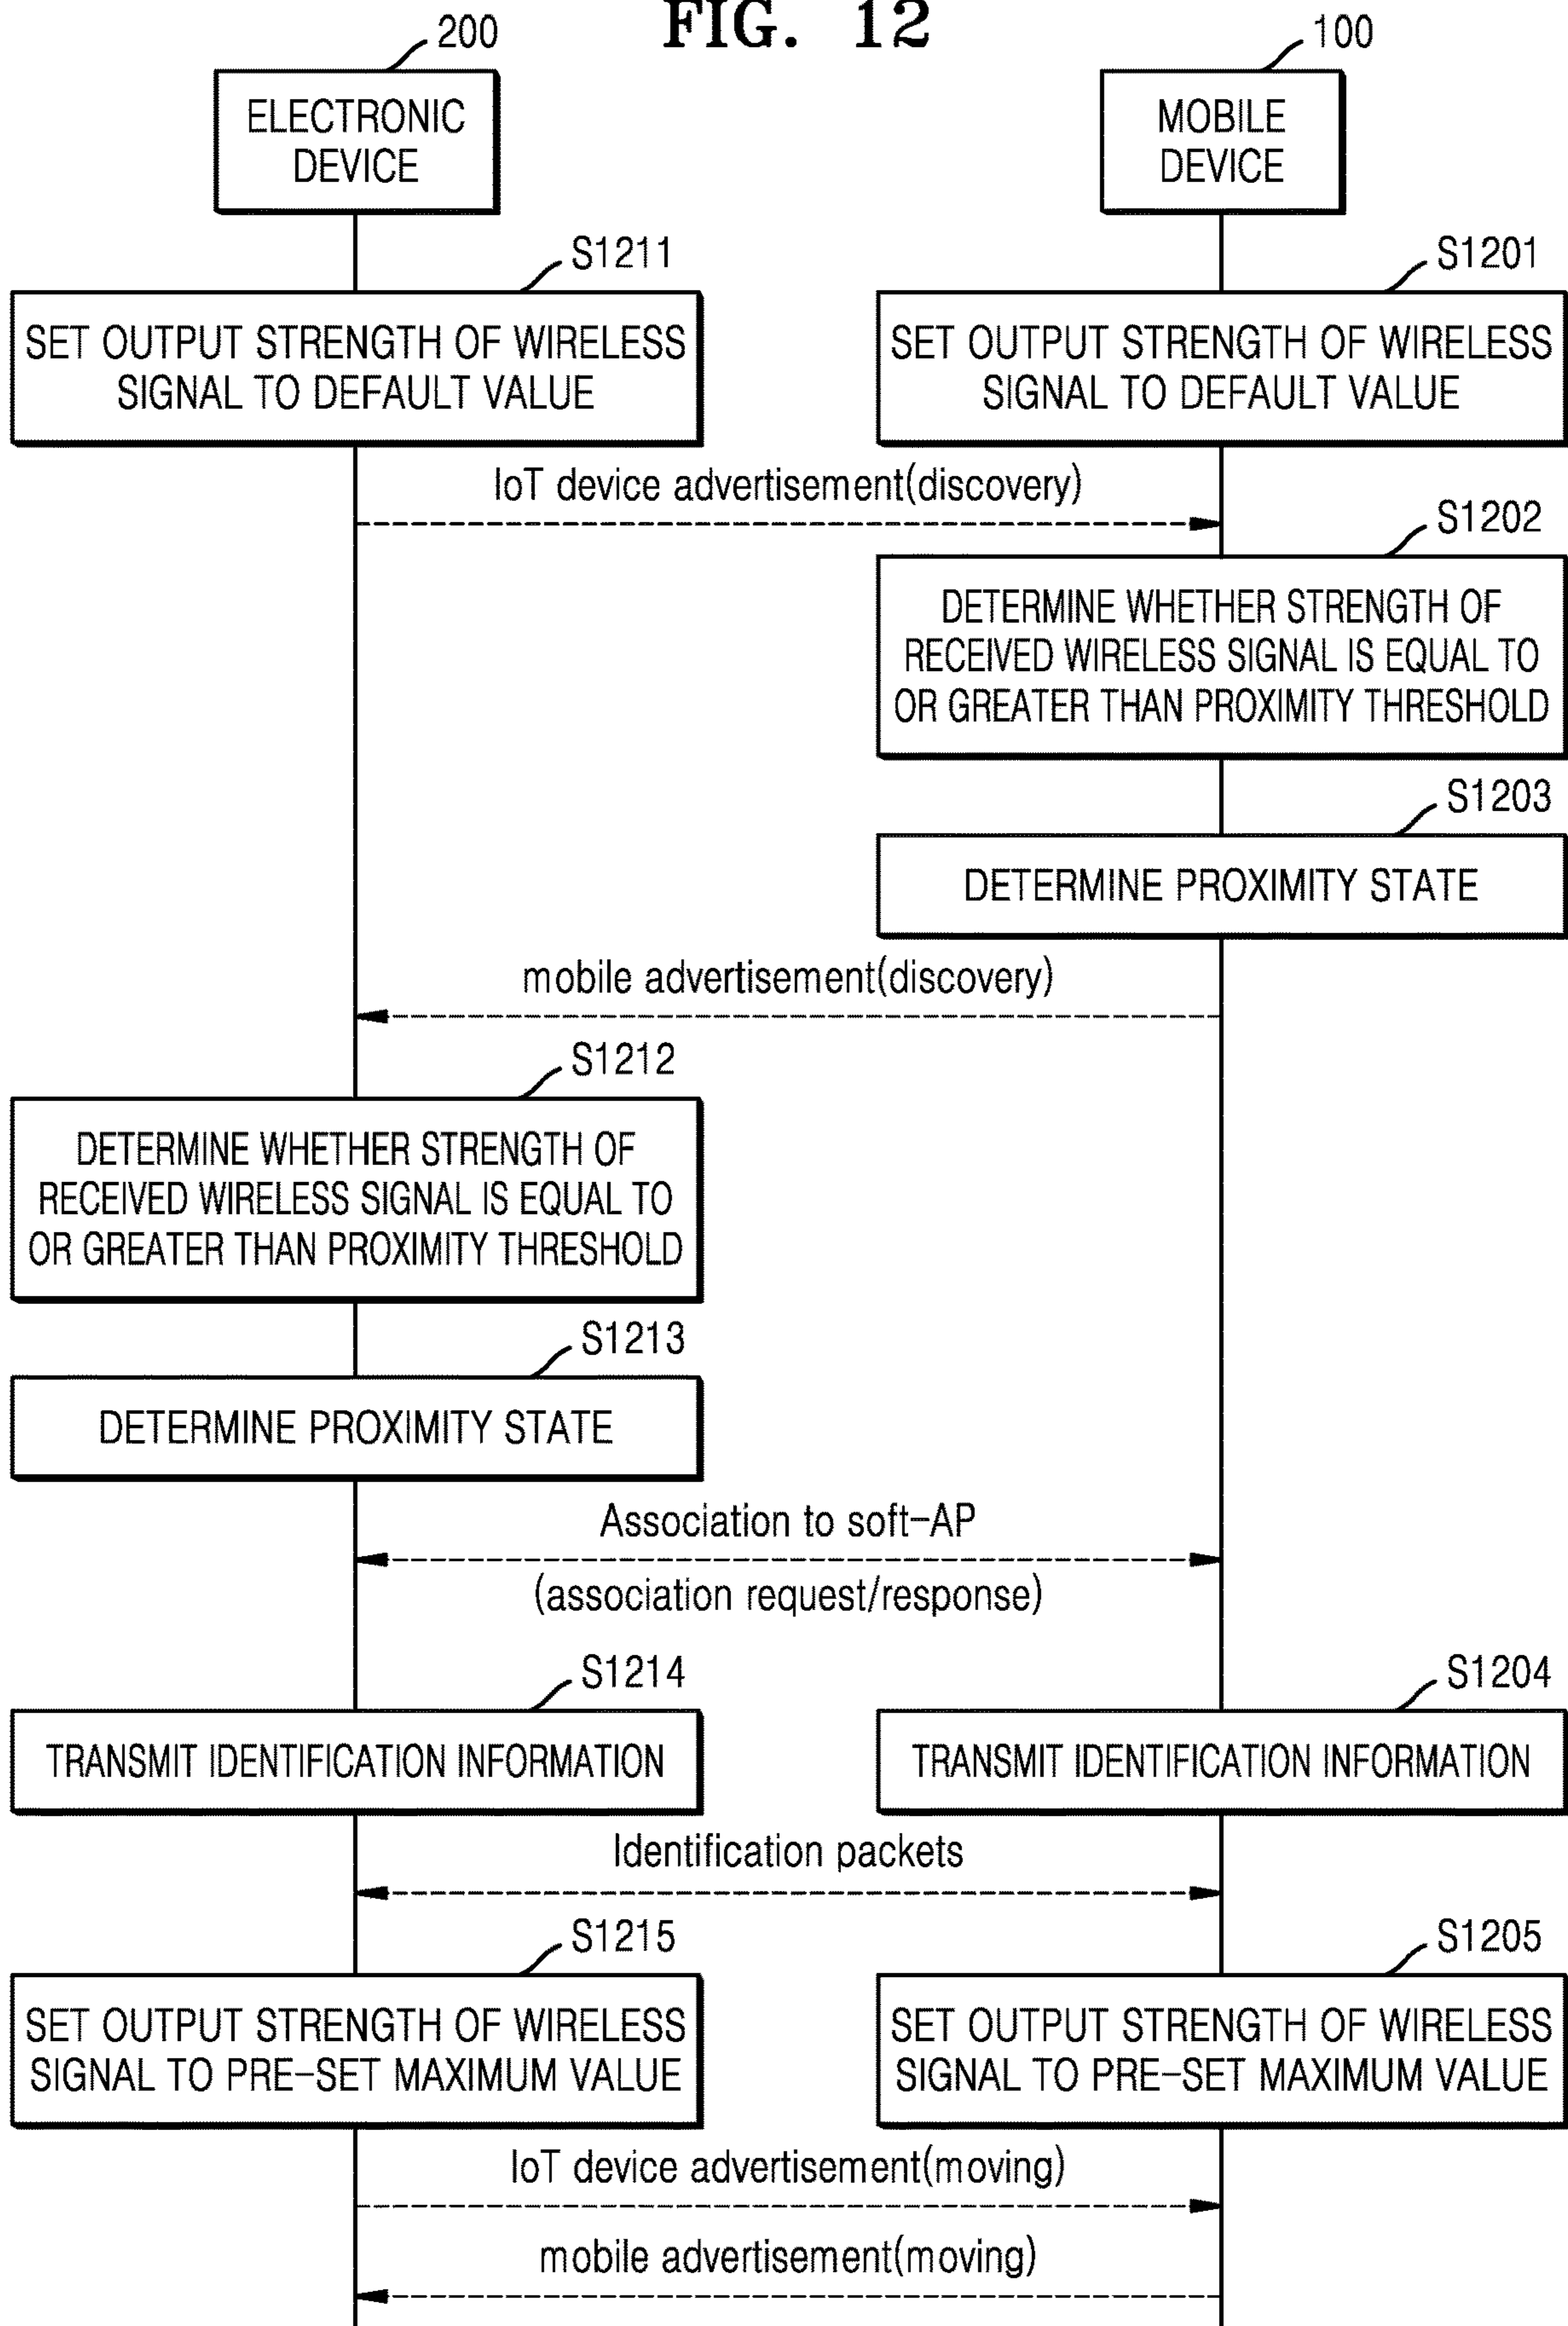 FIG. 12
200
100
ELECTRONIC
DEVICE
MOBILE
DEVICE
S1211
S1201
SET OUTPUT STRENGTH OF WIRELESS
SIGNAL TO DEFAULT VALUE
SET OUTPUT STRENGTH OF WIRELESS
SIGNAL TO DEFAULT VALUE
IoT device advertisement(discovery)
S1202
DETERMINE WHETHER STRENGTH OF
RECEIVED WIRELESS SIGNAL IS EQUAL TO
OR GREATER THAN PROXIMITY THRESHOLD
S1203
DETERMINE PROXIMITY STATE
mobile advertisement(discovery)
S1212
DETERMINE WHETHER STRENGTH OF
RECEIVED WIRELESS SIGNAL IS EQUAL TO
OR GREATER THAN PROXIMITY THRESHOLD
S1213
DETERMINE PROXIMITY STATE
Association to soft-AP
(association request/response)
S1214
S1204
TRANSMIT IDENTIFICATION INFORMATION
TRANSMIT IDENTIFICATION INFORMATION
Identification packets
S1215
S1205
SET OUTPUT STRENGTH OF WIRELESS
SIGNAL TO PRE-SET MAXIMUM VALUE
SET OUTPUT STRENGTH OF WIRELESS
SIGNAL TO PRE-SET MAXIMUM VALUE
IoT device advertisement(moving)
mobile advertisement(moving)